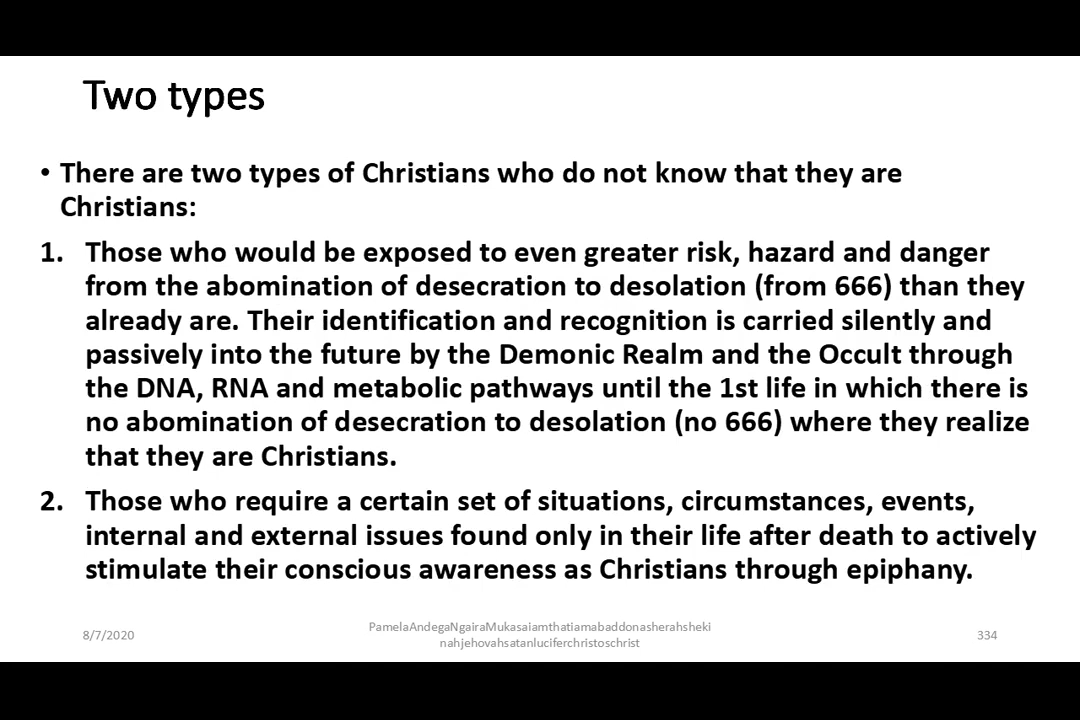 Two types
• There are two types of Christians who do not know that they are
Christians:
1. Those who would be exposed to even greater risk, hazard and danger
from the abomination of desecration to desolation (from 666) than they
already are. Their identification and recognition is carried silently and
passively into the future by the Demonic Realm and the Occult through
the DNA, RNA and metabolic pathways until the 1st life in which there is
no abomination of desecration to desolation (no 666) where they realize
that they are Christians.
2. Those who require a certain set of situations, circumstances, events,
internal and external issues found only in their life after death to actively
stimulate their conscious awareness as Christians through epiphany.
8/7/2020
PamelaAndegaNgairaMukasaiamthatiamabaddonasherahsheki
nahjehovahsatanluciferchristoschrist
334